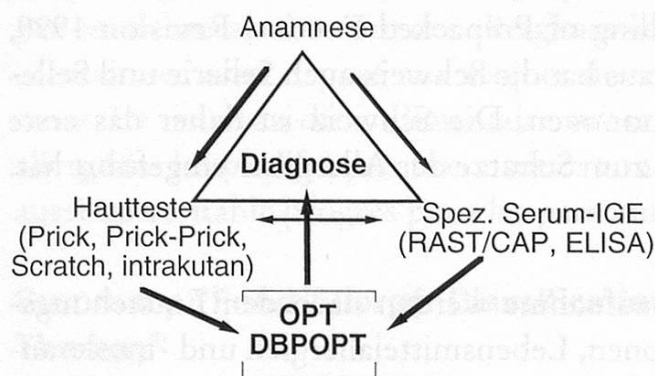 Anamnese
Diagnose
Hautteste
(Prick, Prick-Prick,
Scratch, intrakutan)
Spez. Serum-IGE
(RAST/CAP, ELISA)
OPT
DBPOPT